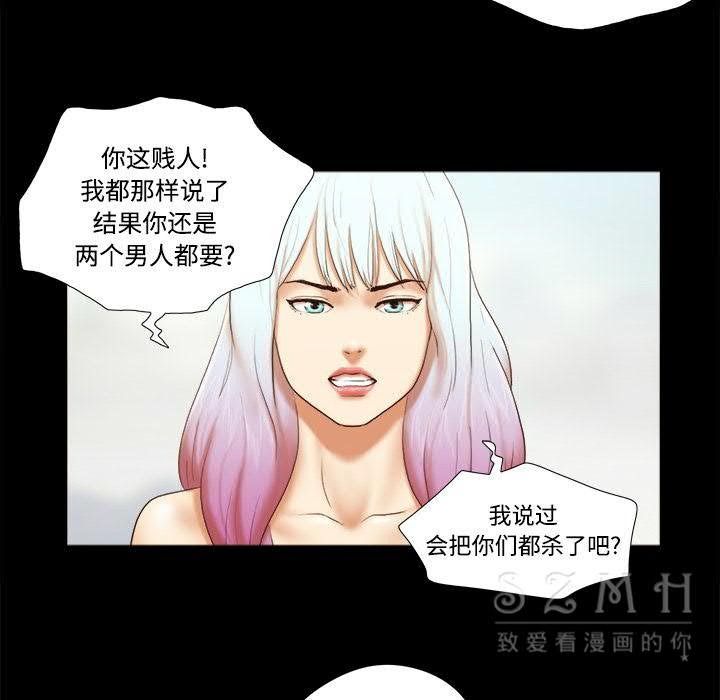 你这贱人!
我都那样说了
结果你还是
两个男人都要?
我说过
会把你们都杀了吧?
SZMH
致爱看漫画的你